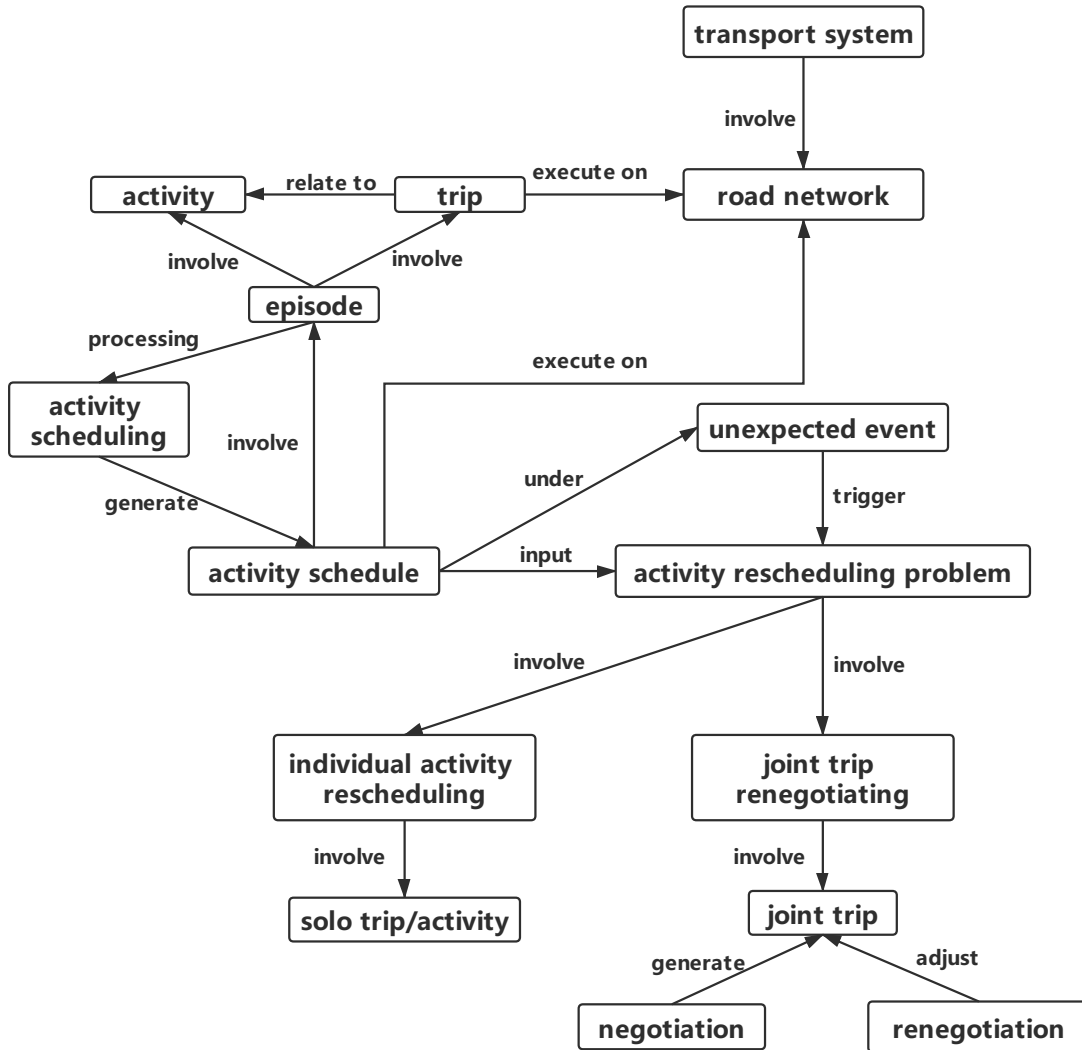 transport system
involve
activity
relate to
trip
execute on
road network
involve
involve
episode
processing
execute on
activity
scheduling
involve
unexpected event
generate
under
trigger
activity schedule
input
activity rescheduling problem
involve
involve
individual activity
rescheduling
joint trip
renegotiating
involve
involve
solo trip/activity
joint trip
generate
adjust
negotiation
renegotiation